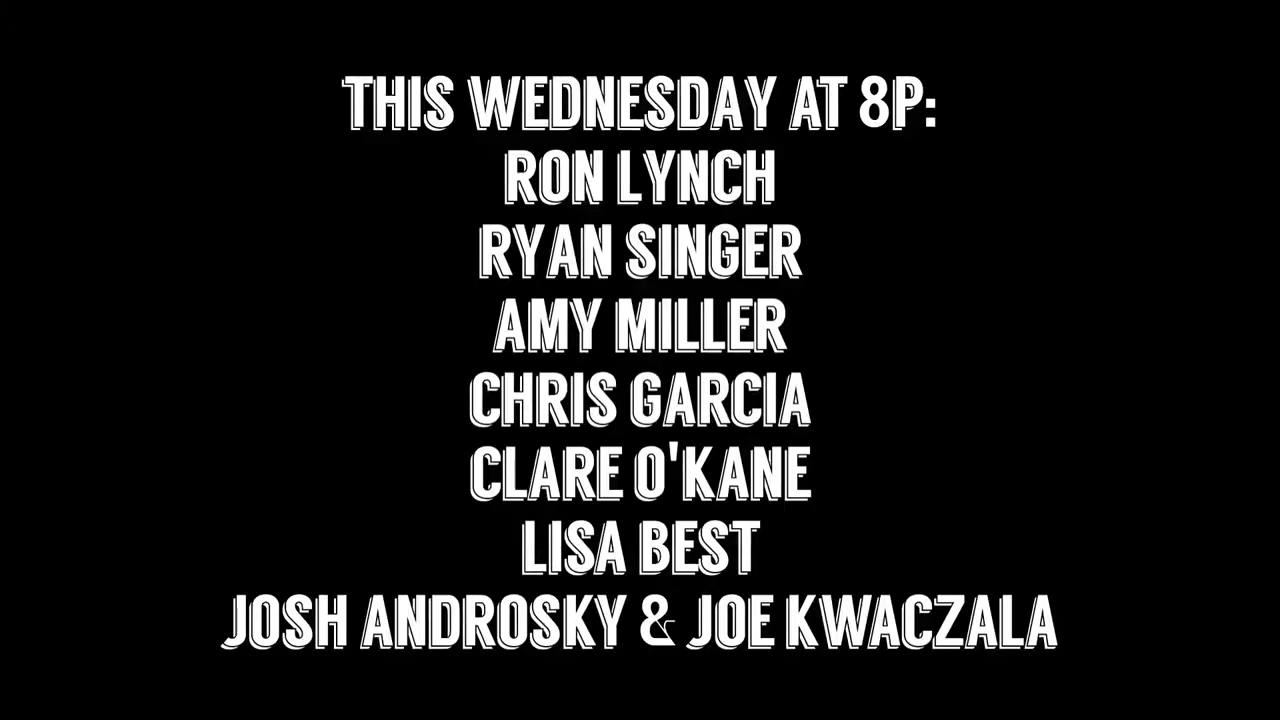 THIS WEDNESDAY AT 8P:
RON LYNCH
RYAN SINGER
AMY MILLER
CHRIS GARCIA
CLARE O'KANE
LISA BEST
JOSH ANDROSKY & JOE KWACZALA